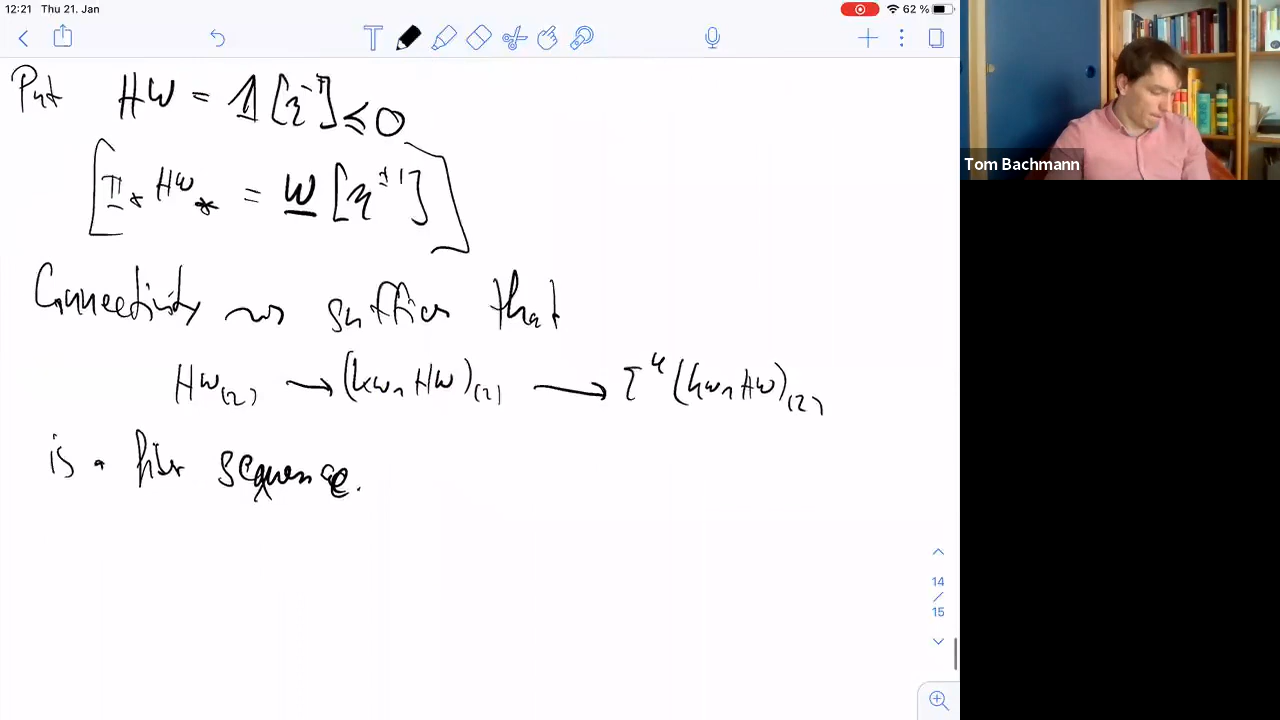 12:21 Thu 21. Jan
62 %
Put HW = 𝟙[η⁻¹]≤0
[π̲⁎ HW⁎ = W̲[η^{±1}]]
Connectivity ⇝ suffices that
HW₍₂₎ → (kw∧HW)₍₂₎ → Σ⁴(kw∧HW)₍₂₎
is a fiber sequence.
14
/
15
Tom Bachmann